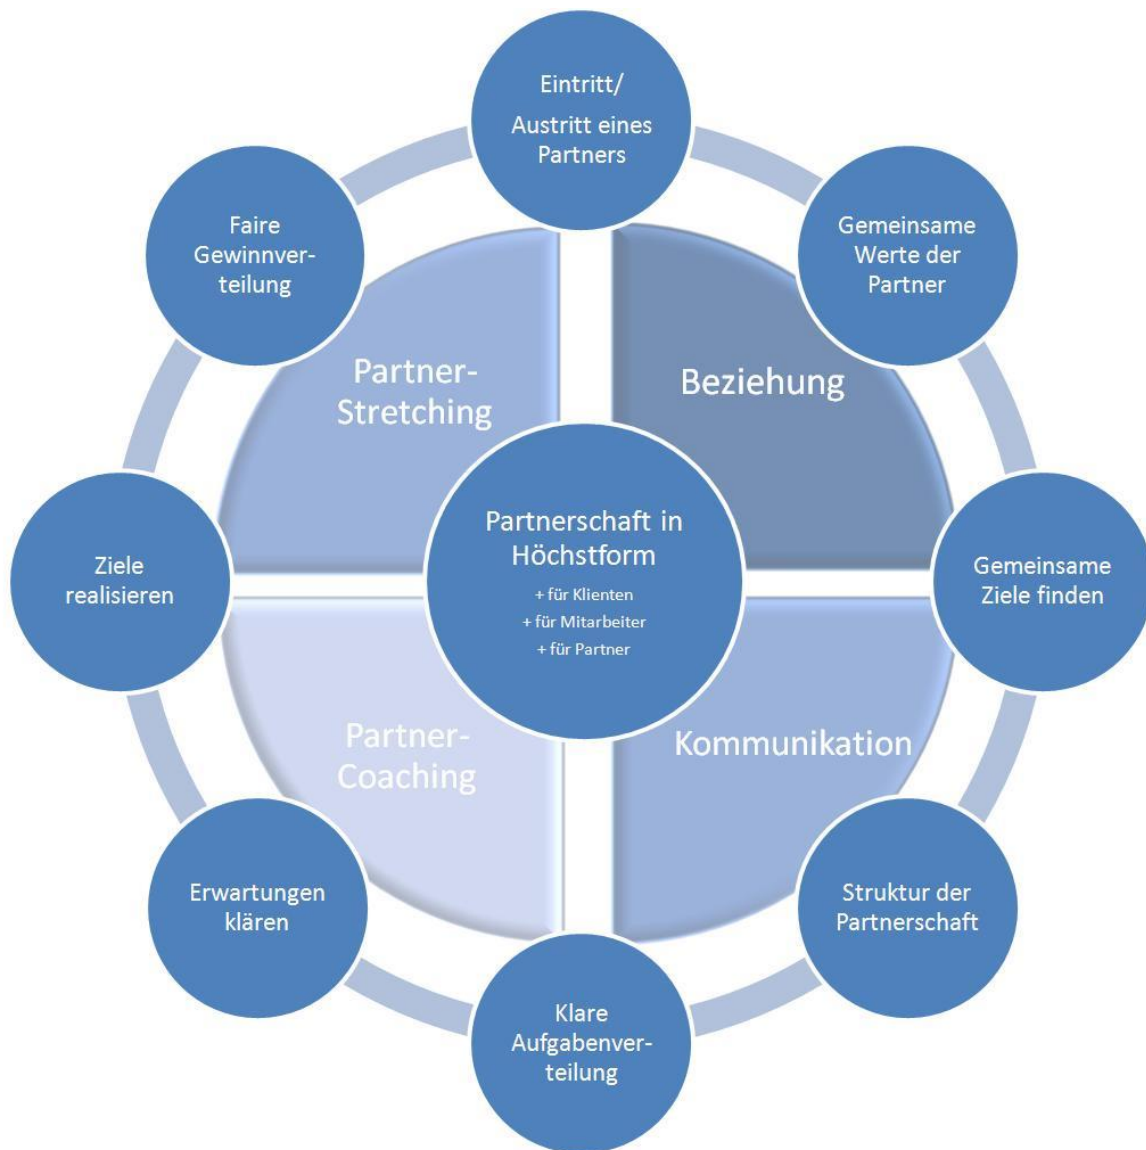 Eintritt/
Austritt eines
Partners
Gemeinsame
Werte der
Partner
Gemeinsame
Ziele finden
Struktur der
Partnerschaft
Klare
Aufgabenver-
teilung
Erwartungen
klären
Ziele
realisieren
Faire
Gewinnver-
teilung
Partner-
Stretching
Beziehung
Kommunikation
Partner-
Coaching
Partnerschaft in
Höchstform
+ für Klienten
+ für Mitarbeiter
+ für Partner